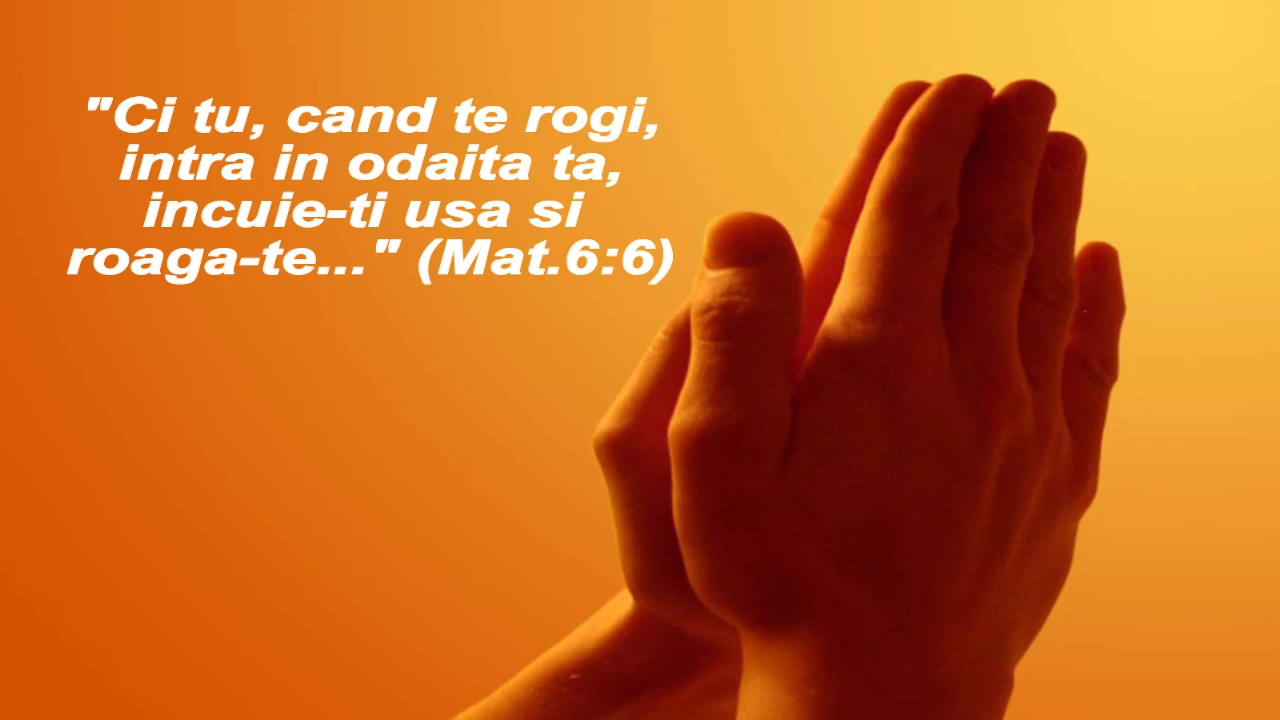 "Ci tu, cand te rogi,
intra in odaita ta,
incuie-ti usa si
roaga-te..." (Mat.6:6)